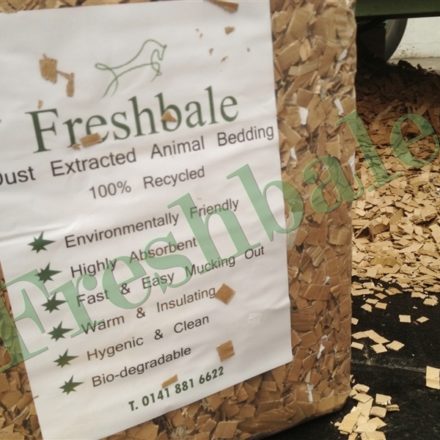 Freshbale
Dust Extracted Animal Bedding
100% Recycled
Environmentally Friendly
Highly Absorbent
Fast & Easy Mucking Out
Warm & Insulating
Hygenic & Clean
Bio-degradable
T. 0141 881 6622
Freshbale